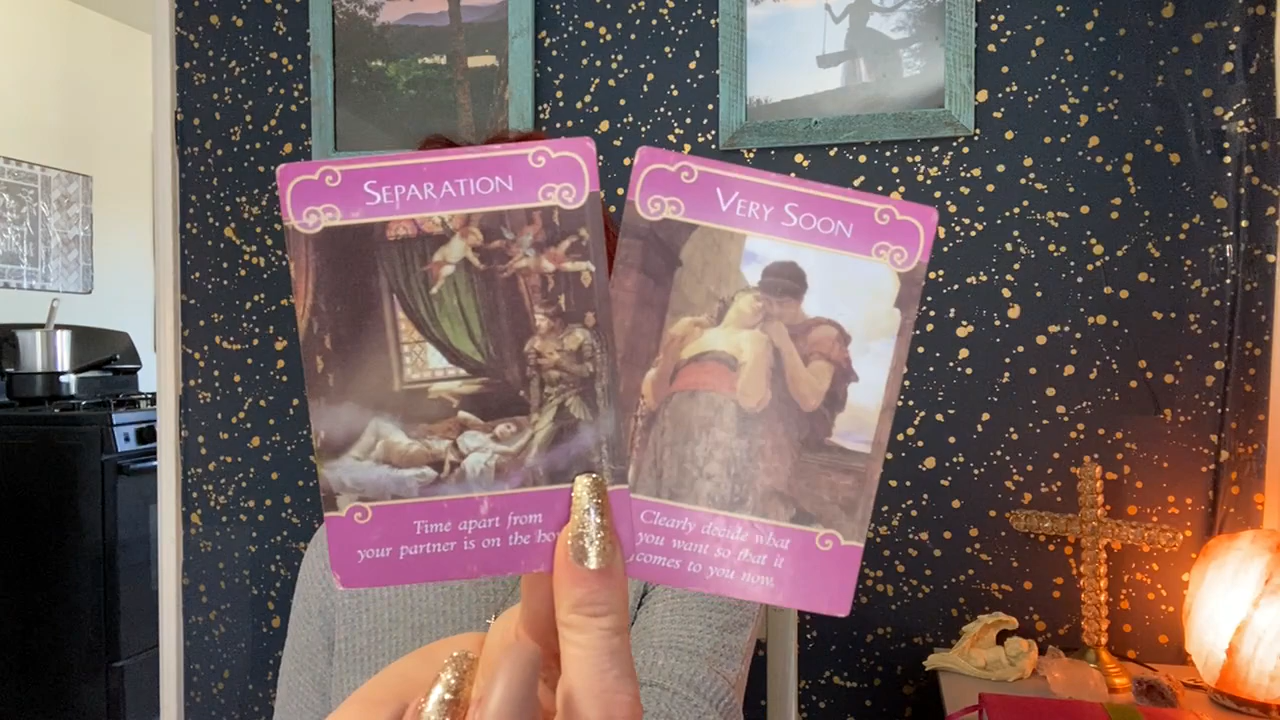 SEPARATION
Time apart from
your partner is on the
VERY SOON
Clearly decide what
you want so that it
comes to you now.